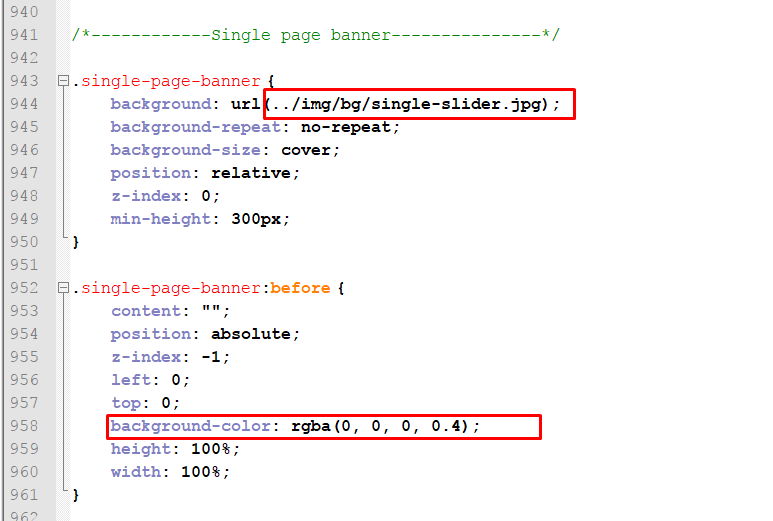 940
941 /*------------Single page banner---------------*/
942
943 .single-page-banner {
944 background: url(../img/bg/single-slider.jpg);
945 background-repeat: no-repeat;
946 background-size: cover;
947 position: relative;
948 z-index: 0;
949 min-height: 300px;
950 }
951
952 .single-page-banner:before {
953 content: "";
954 position: absolute;
955 z-index: -1;
956 left: 0;
957 top: 0;
958 background-color: rgba(0, 0, 0, 0.4);
959 height: 100%;
960 width: 100%;
961 }
962